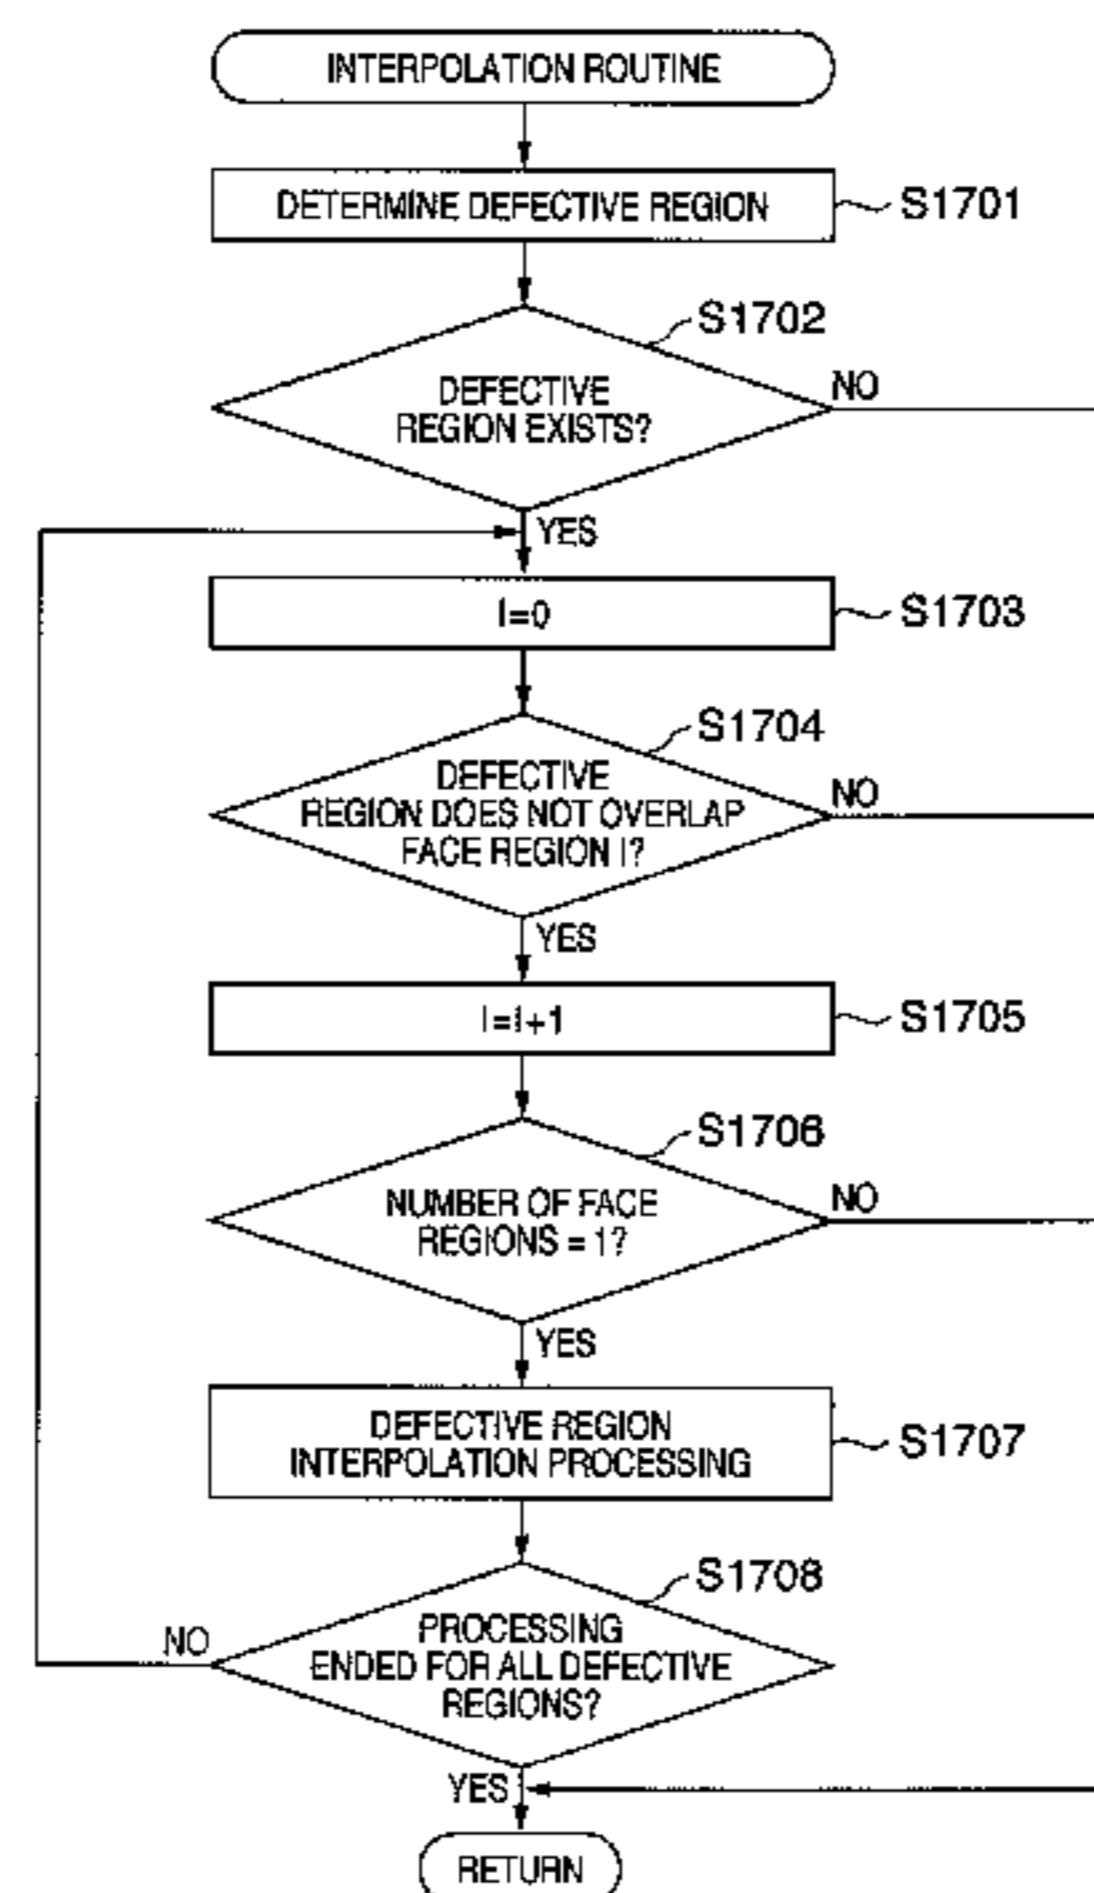 INTERPOLATION ROUTINE
DETERMINE DEFECTIVE REGION
S1701
S1702
DEFECTIVE
REGION EXISTS?
NO
YES
I=0
S1703
S1704
DEFECTIVE
REGION DOES NOT OVERLAP
FACE REGION I?
NO
YES
I=I+1
S1705
S1706
NUMBER OF FACE
REGIONS = 1?
NO
YES
DEFECTIVE REGION
INTERPOLATION PROCESSING
S1707
S1708
PROCESSING
ENDED FOR ALL DEFECTIVE
REGIONS?
NO
YES
RETURN